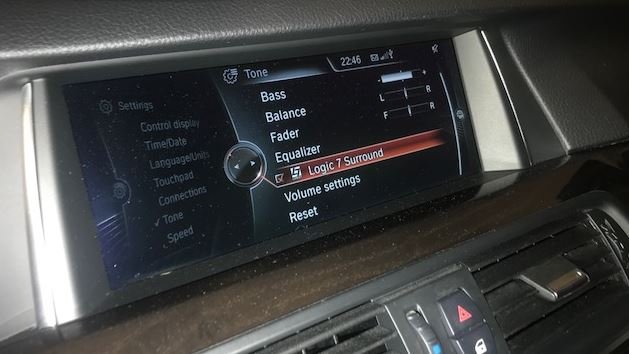 Tone
22:46
Settings
Control display
Time/Date
Language/Units
Touchpad
Connections
Tone
Speed
Bass
- +
Balance
L R
Fader
F R
Equalizer
Logic 7 Surround
Volume settings
Reset